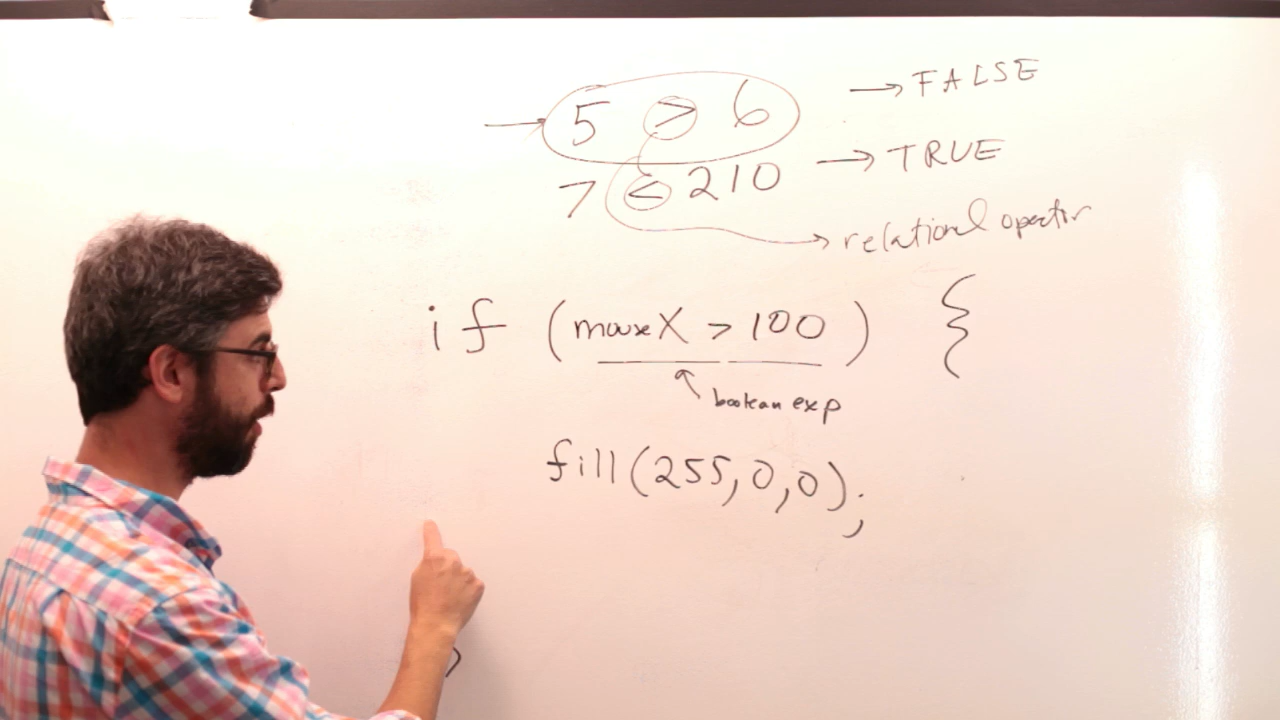 5 > 6 → FALSE
7 < 210 → TRUE
relational operator
if (mouseX > 100) {
boolean exp
fill(255,0,0);
}